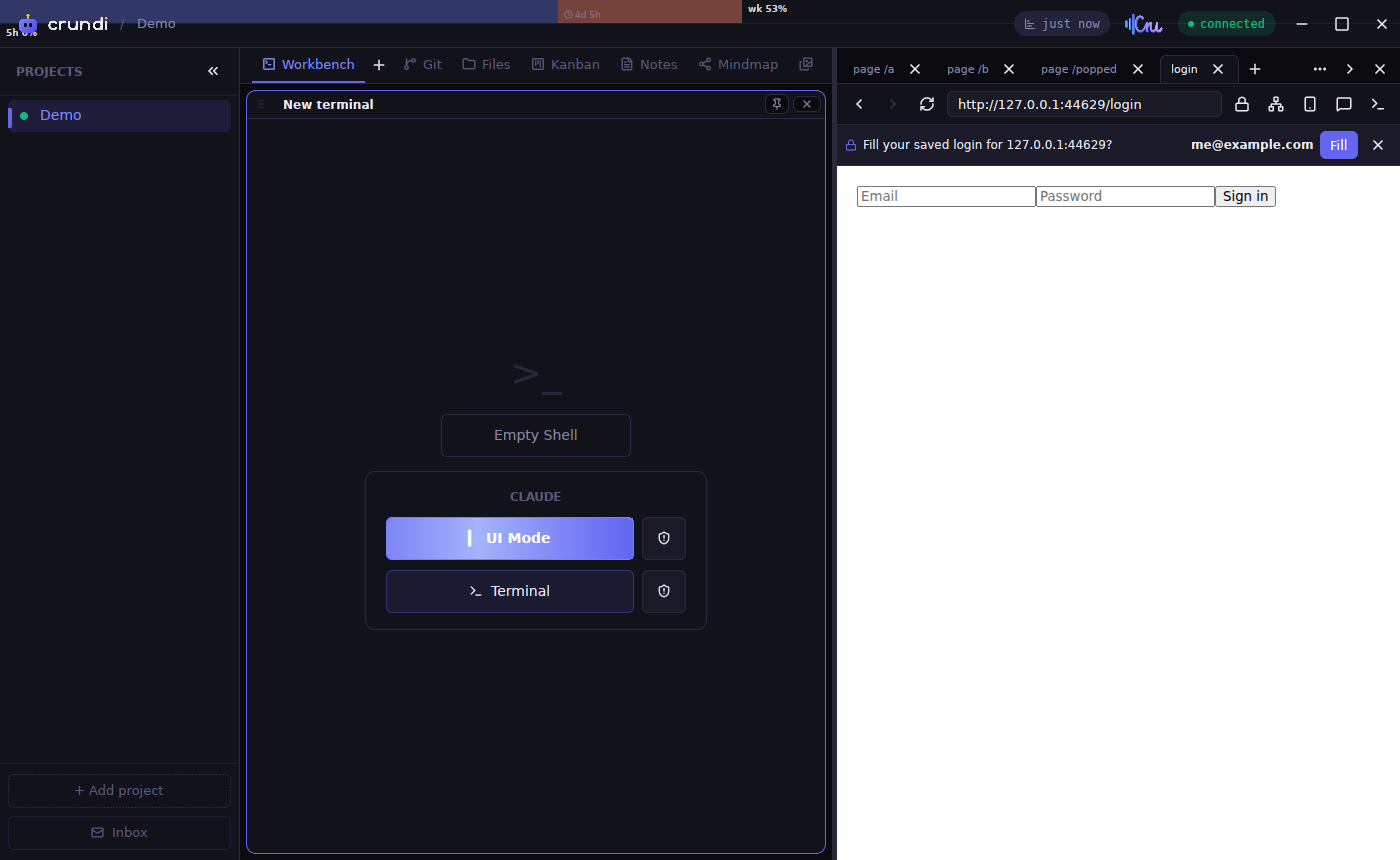 4d 5h
wk 53%
5h 6%
crundi / Demo
just now
Cru
connected
PROJECTS
Workbench
Git
Files
Kanban
Notes
Mindmap
page /a
page /b
page /popped
login
Demo
New terminal
http://127.0.0.1:44629/login
Fill your saved login for 127.0.0.1:44629?
me@example.com
Fill
Email
Password
Sign in
>_
Empty Shell
CLAUDE
UI Mode
Terminal
+ Add project
Inbox